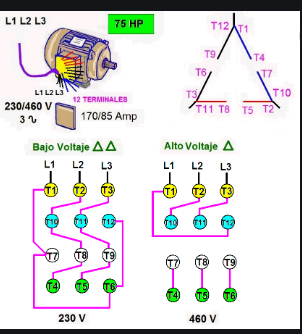 L1 L2 L3
75 HP
L1 L2 L3
12 TERMINALES
230/460 V
3 ∿
170/85 Amp
T12 T1
T9 T4
T6 T7
T3 T10
T11 T8 T5 T2
Bajo Voltaje △ △
Alto Voltaje △
L1 L2 L3
L1 L2 L3
T1 T2 T3
T1 T2 T3
T10 T11 T12
T10 T11 T12
T7 T8 T9
T7 T8 T9
T4 T5 T6
T4 T5 T6
230 V
460 V